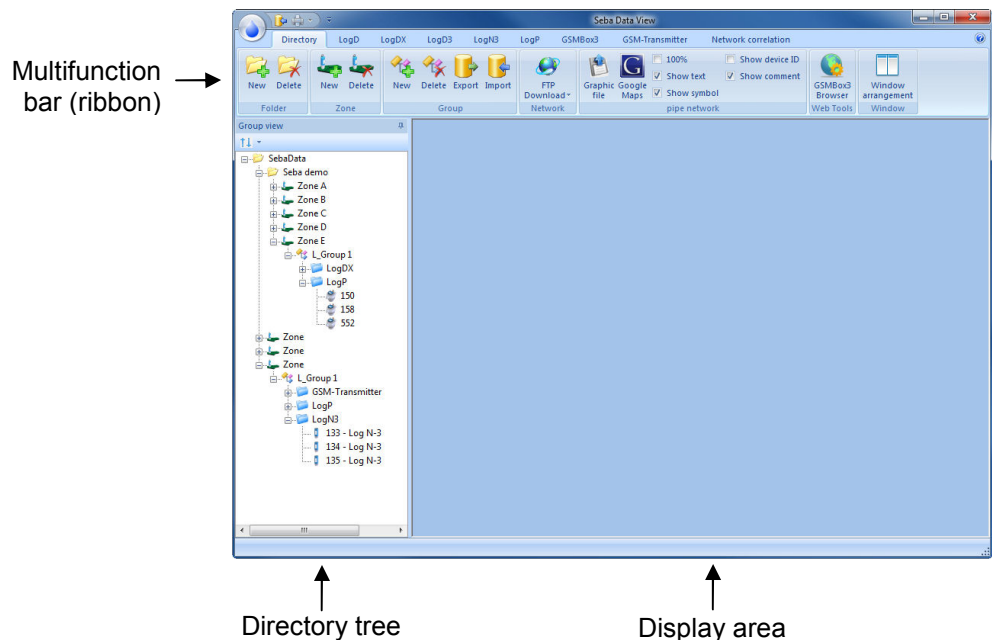 Seba Data View
Directory LogD LogDX LogD3 LogN3 LogP GSMBox3 GSM-Transmitter Network correlation
Multifunction
bar (ribbon)
100% Show device ID
Show text Show comment
Show symbol
New Delete New Delete New Delete Export Import FTP Download Graphic file Google Maps GSMBox3 Browser Window arrangement
Folder Zone Group Network pipe network Web Tools Window
Group view
SebaData
Seba demo
Zone A
Zone B
Zone C
Zone D
Zone E
L_Group 1
LogDX
LogP
150
158
552
Zone
Zone
Zone
L_Group 1
GSM-Transmitter
LogP
LogN3
133 - Log N-3
134 - Log N-3
135 - Log N-3
Directory tree
Display area